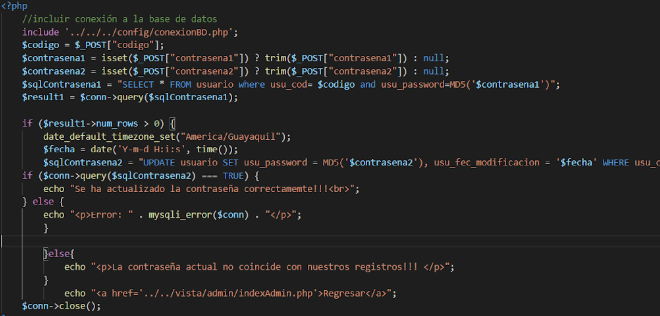 <?php
//incluir conexión a la base de datos
include '../../../config/conexionBD.php';
$codigo = $_POST["codigo"];
$contrasena1 = isset($_POST["contrasena1"]) ? trim($_POST["contrasena1"]) : null;
$contrasena2 = isset($_POST["contrasena2"]) ? trim($_POST["contrasena2"]) : null;
$sqlContrasena1 = "SELECT * FROM usuario where usu_cod= $codigo and usu_password=MD5('$contrasena1')";
$result1 = $conn->query($sqlContrasena1);
if ($result1->num_rows > 0) {
date_default_timezone_set("America/Guayaquil");
$fecha = date('Y-m-d H:i:s', time());
$sqlContrasena2 = "UPDATE usuario SET usu_password = MD5('$contrasena2'), usu_fec_modificacion = '$fecha' WHERE usu_c
if ($conn->query($sqlContrasena2) === TRUE) {
echo "Se ha actualizado la contraseña correctamemte!!!<br>";
} else {
echo "<p>Error: " . mysqli_error($conn) . "</p>";
}
}else{
echo "<p>La contraseña actual no coincide con nuestros registros!!! </p>";
}
echo "<a href='../../vista/admin/indexAdmin.php'>Regresar</a>";
$conn->close();